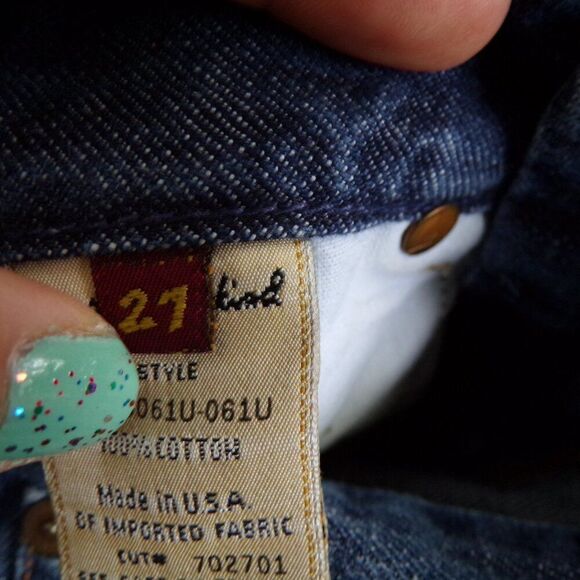 27 kind
STYLE
061U-061U
100% COTTON
Made in U.S.A.
OF IMPORTED FABRIC
CUT# 702701